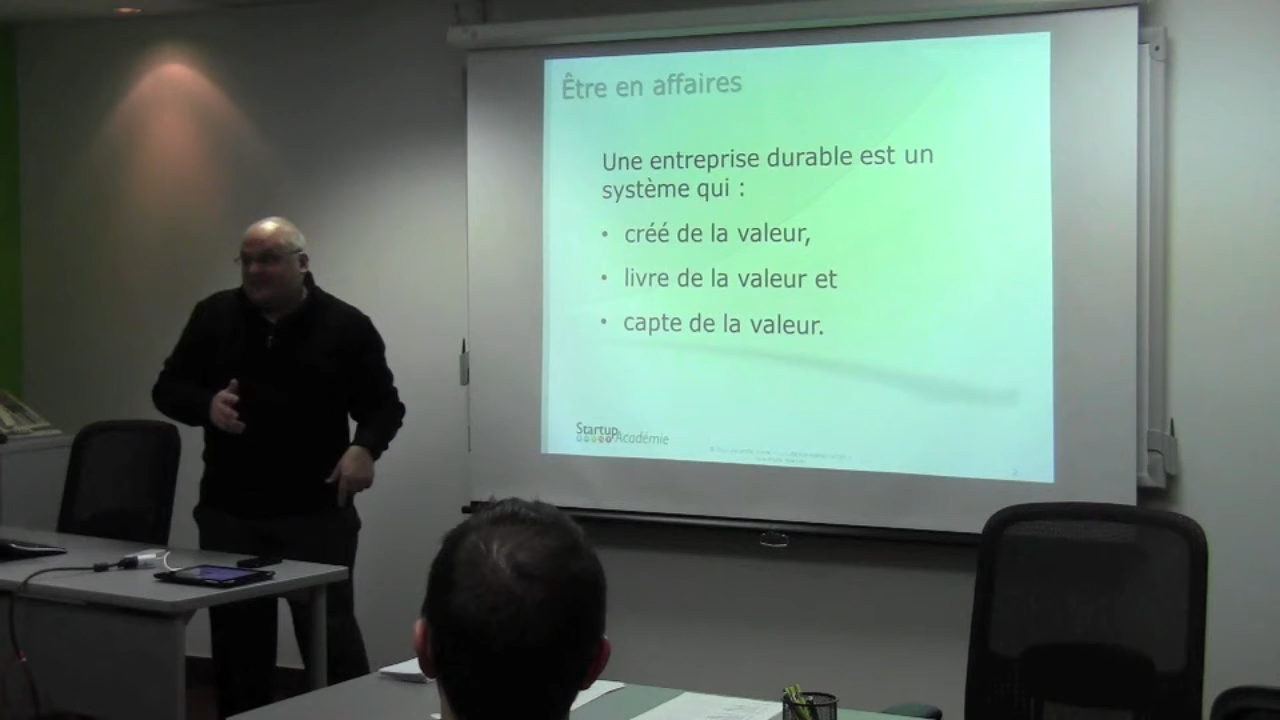 Être en affaires
Une entreprise durable est un
système qui :
• créé de la valeur,
• livre de la valeur et
• capte de la valeur.
Startup
Académie
2